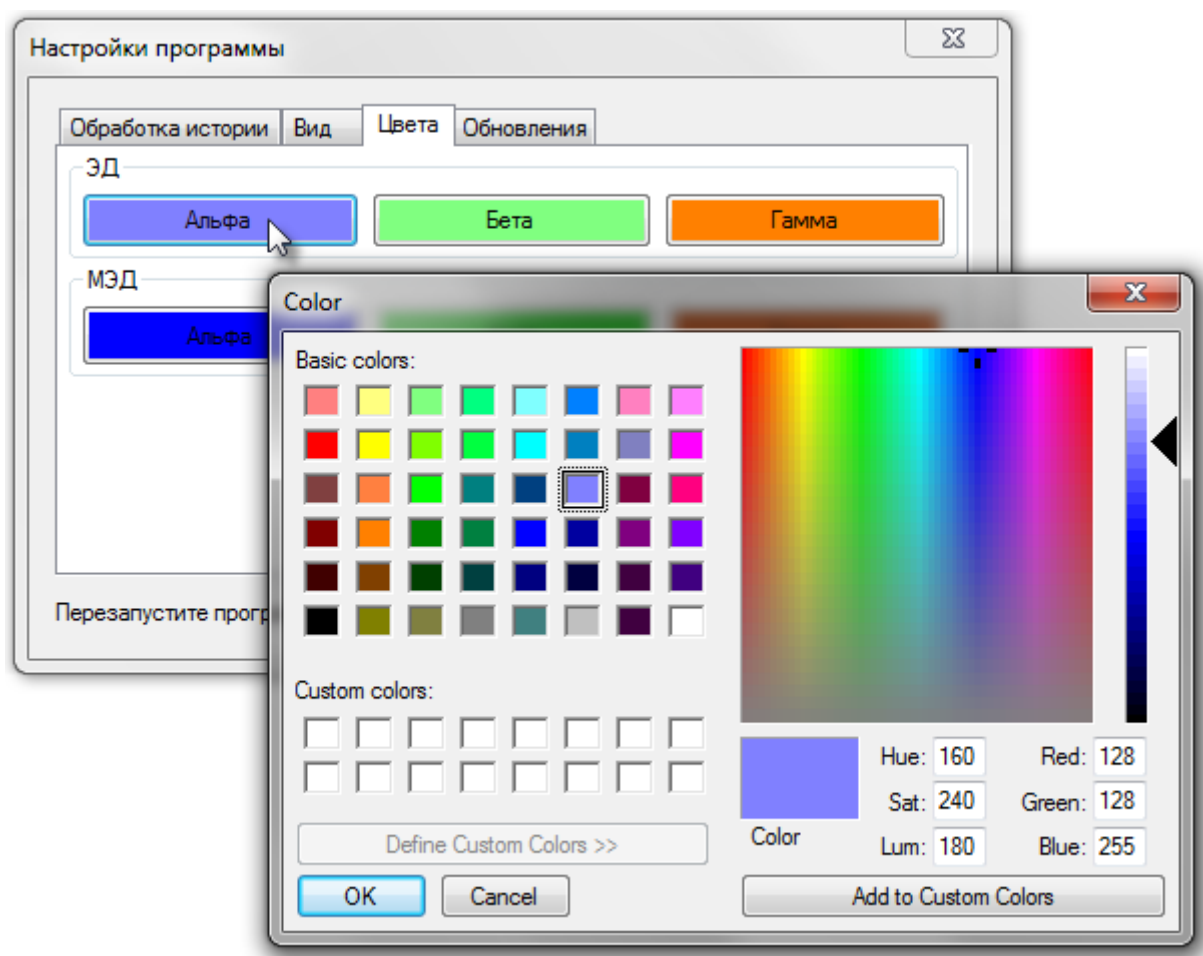 Настройки программы
Обработка истории Вид Цвета Обновления
ЭД
Альфа Бета Гамма
МЭД
Альфа
Перезапустите
Color
Basic colors:
Custom colors:
Define Custom Colors >>
OK Cancel
Color
Hue: 160 Red: 128
Sat: 240 Green: 128
Lum: 180 Blue: 255
Add to Custom Colors